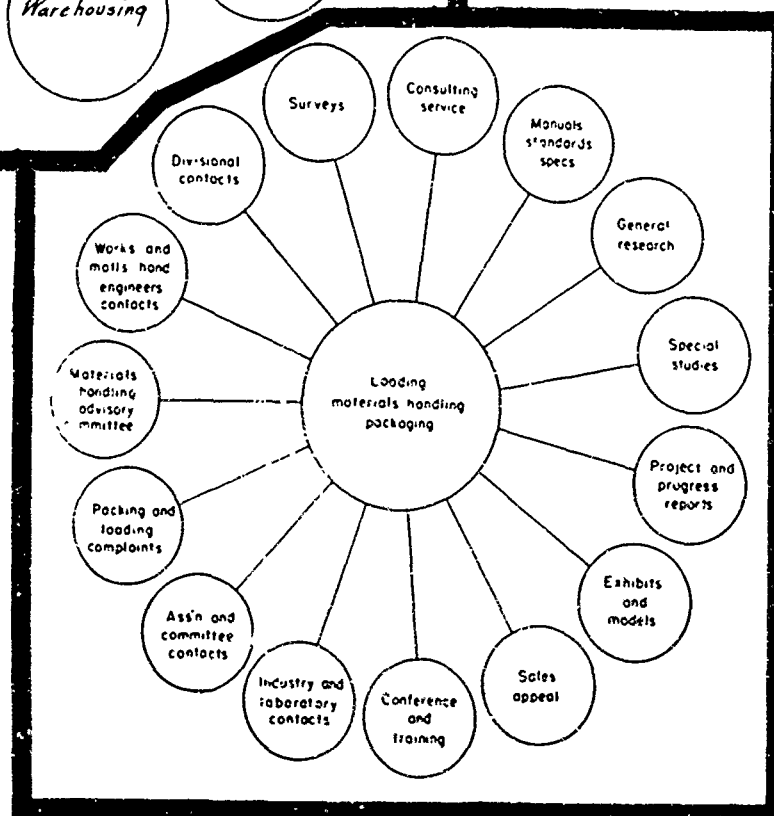 Warehousing
Surveys
Consulting
service
Manuals
standards
specs
General
research
Special
studies
Project and
progress
reports
Exhibits
and
models
Sales
appeal
Conference
and
training
Industry and
laboratory
contacts
Ass'n and
committee
contacts
Packing and
loading
complaints
Materials
handling
advisory
mmittee
Works and
matls hand
engineers
contacts
Divisional
contacts
Loading
materials handling
packaging